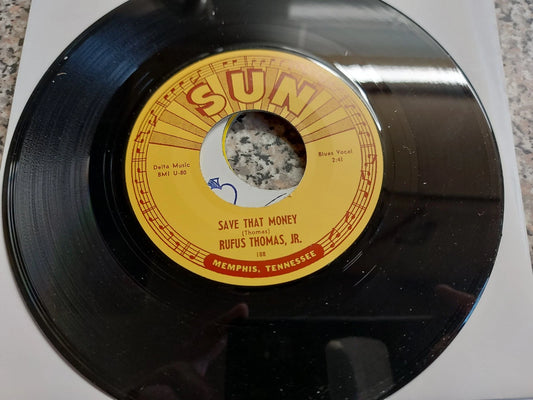 SUN
Delta Music
BMI U-80
Blues Vocal
2:41
SAVE THAT MONEY
(Thomas)
RUFUS THOMAS, JR.
188
MEMPHIS, TENNESSEE